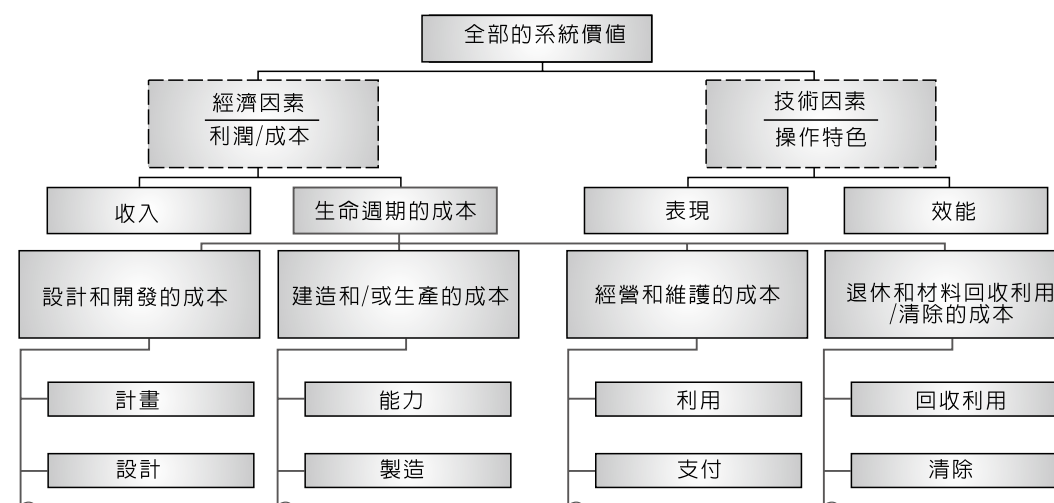 全部的系統價值
經濟因素
利潤/成本
技術因素
操作特色
收入
生命週期的成本
表現
效能
設計和開發的成本
建造和/或生產的成本
經營和維護的成本
退休和材料回收利用
/清除的成本
計畫
能力
利用
回收利用
設計
製造
支付
清除